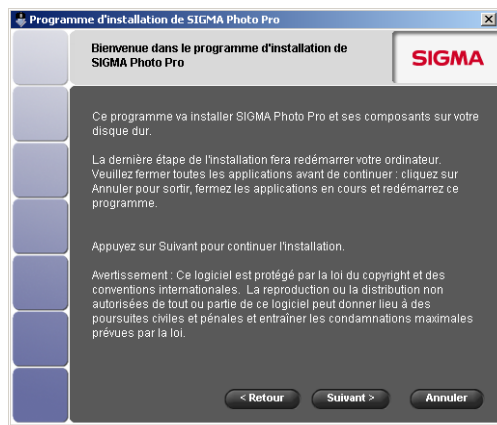 Programme d'installation de SIGMA Photo Pro
Bienvenue dans le programme d'installation de
SIGMA Photo Pro
SIGMA
Ce programme va installer SIGMA Photo Pro et ses composants sur votre
disque dur.
La dernière étape de l'installation fera redémarrer votre ordinateur.
Veuillez fermer toutes les applications avant de continuer : cliquez sur
Annuler pour sortir, fermez les applications en cours et redémarrez ce
programme.
Appuyez sur Suivant pour continuer l'installation.
Avertissement : Ce logiciel est protégé par la loi du copyright et des
conventions internationales. La reproduction ou la distribution non
autorisées de tout ou partie de ce logiciel peut donner lieu à des
poursuites civiles et pénales et entraîner les condamnations maximales
prévues par la loi.
< Retour Suivant > Annuler